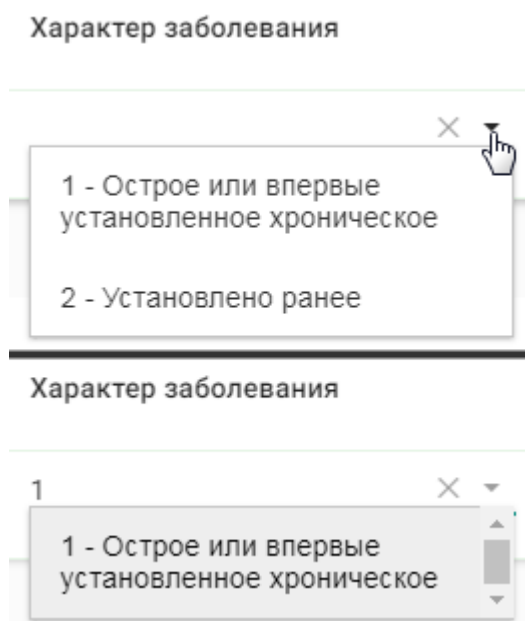 Характер заболевания
1 - Острое или впервые
установленное хроническое
2 - Установлено ранее
Характер заболевания
1
1 - Острое или впервые
установленное хроническое